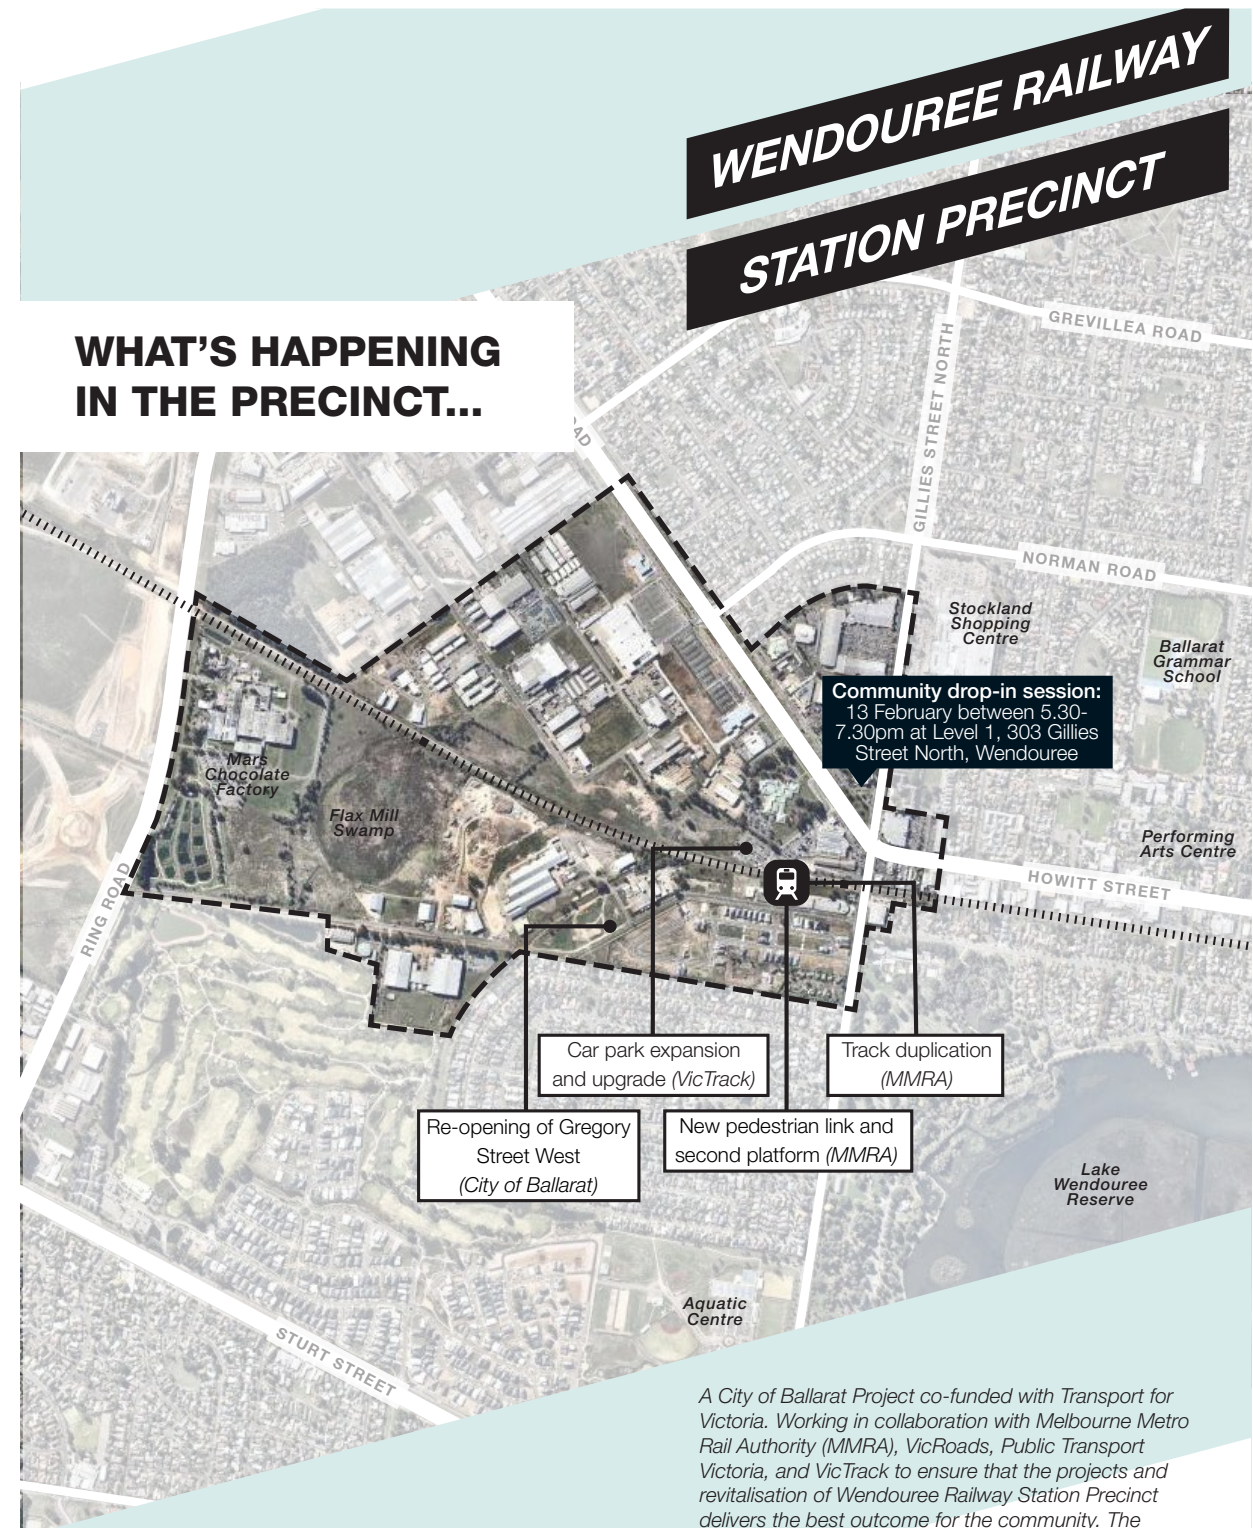 WENDOUREE RAILWAY
STATION PRECINCT
WHAT'S HAPPENING
IN THE PRECINCT...
GREVILLEA ROAD
GILLIES STREET NORTH
NORMAN ROAD
Stockland
Shopping
Centre
Ballarat
Grammar
School
Community drop-in session:
13 February between 5.30-
7.30pm at Level 1, 303 Gillies
Street North, Wendouree
Mars
Chocolate
Factory
Flax Mill
Swamp
Performing
Arts Centre
HOWITT STREET
RING ROAD
Car park expansion
and upgrade (VicTrack)
Track duplication
(MMRA)
Re-opening of Gregory
Street West
(City of Ballarat)
New pedestrian link and
second platform (MMRA)
Lake
Wendouree
Reserve
Aquatic
Centre
STURT STREET
A City of Ballarat Project co-funded with Transport for
Victoria. Working in collaboration with Melbourne Metro
Rail Authority (MMRA), VicRoads, Public Transport
Victoria, and VicTrack to ensure that the projects and
revitalisation of Wendouree Railway Station Precinct
delivers the best outcome for the community. The